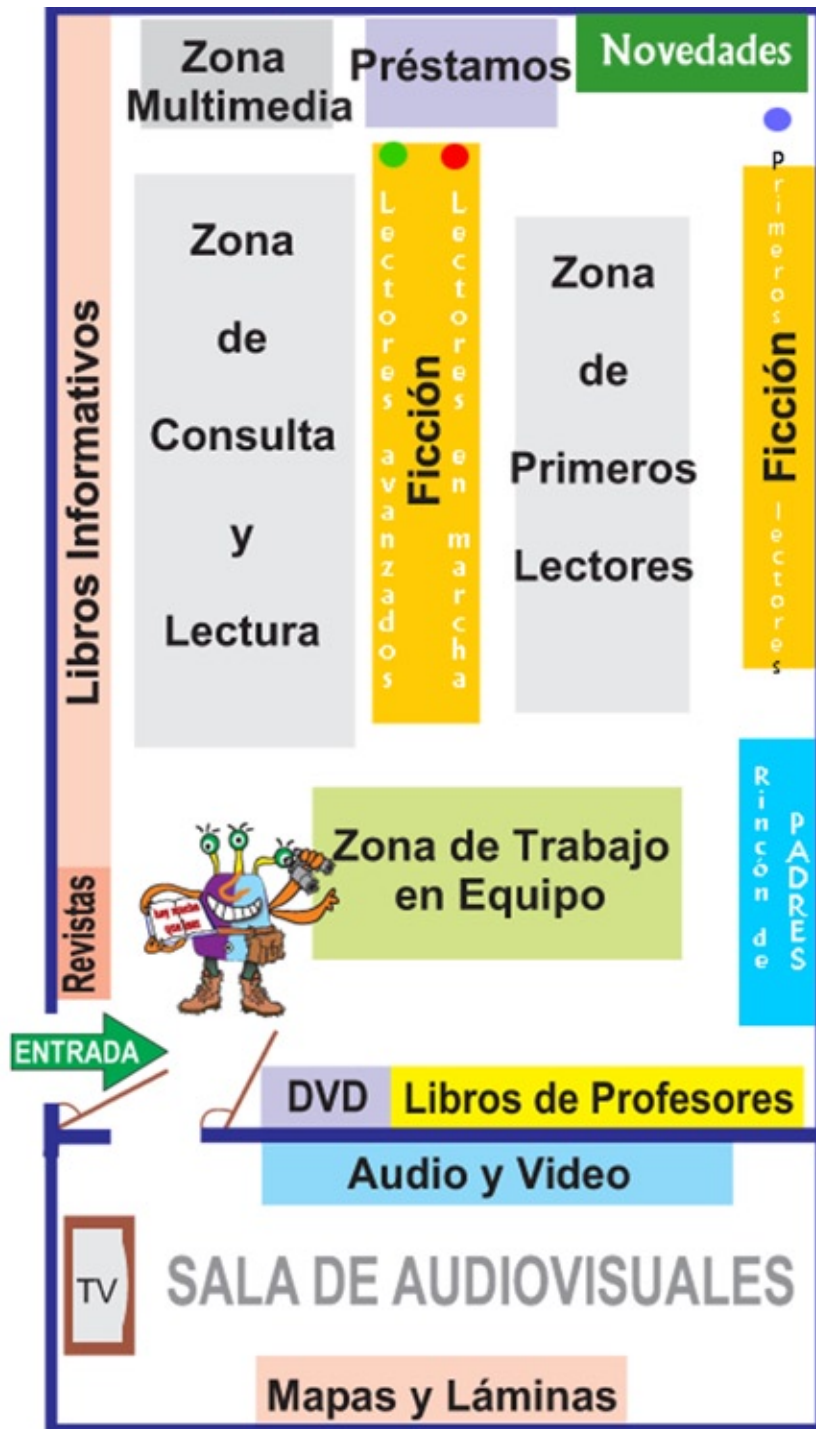 Zona
Multimedia
Préstamos
Novedades
Libros Informativos
Zona
de
Consulta
y
Lectura
Lectores avanzados
Ficción
Lectores en marcha
Zona
de
Primeros
Lectores
Primeros lectores
Ficción
Revistas
hay mucho
Zona de Trabajo
en Equipo
Rincón de
PADRES
ENTRADA
DVD
Libros de Profesores
Audio y Video
TV
SALA DE AUDIOVISUALES
Mapas y Láminas